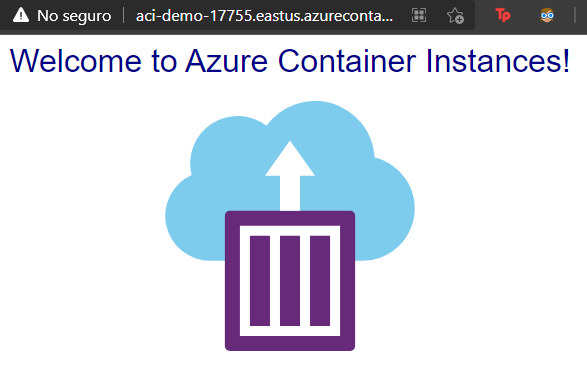 No seguro aci-demo-17755.eastus.azureconta...
Tp
Welcome to Azure Container Instances!